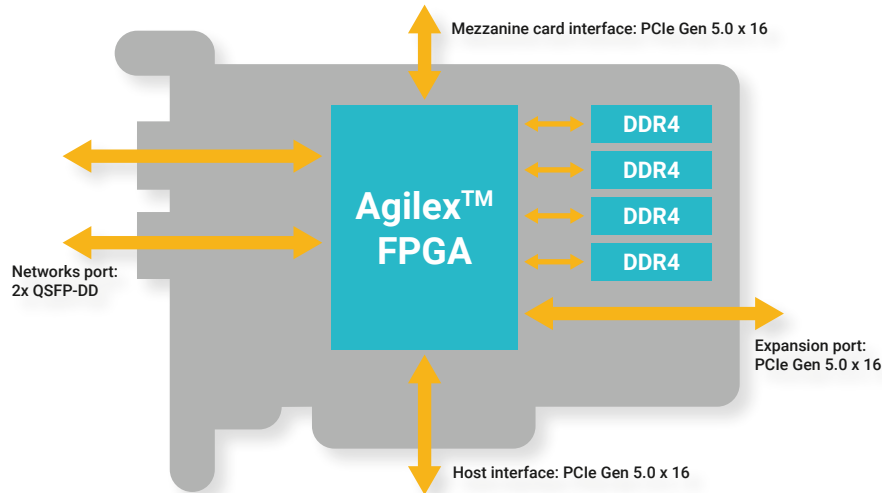 Mezzanine card interface: PCIe Gen 5.0 x 16
DDR4
DDR4
DDR4
DDR4
Agilex™
FPGA
Networks port:
2x QSFP-DD
Expansion port:
PCIe Gen 5.0 x 16
Host interface: PCIe Gen 5.0 x 16